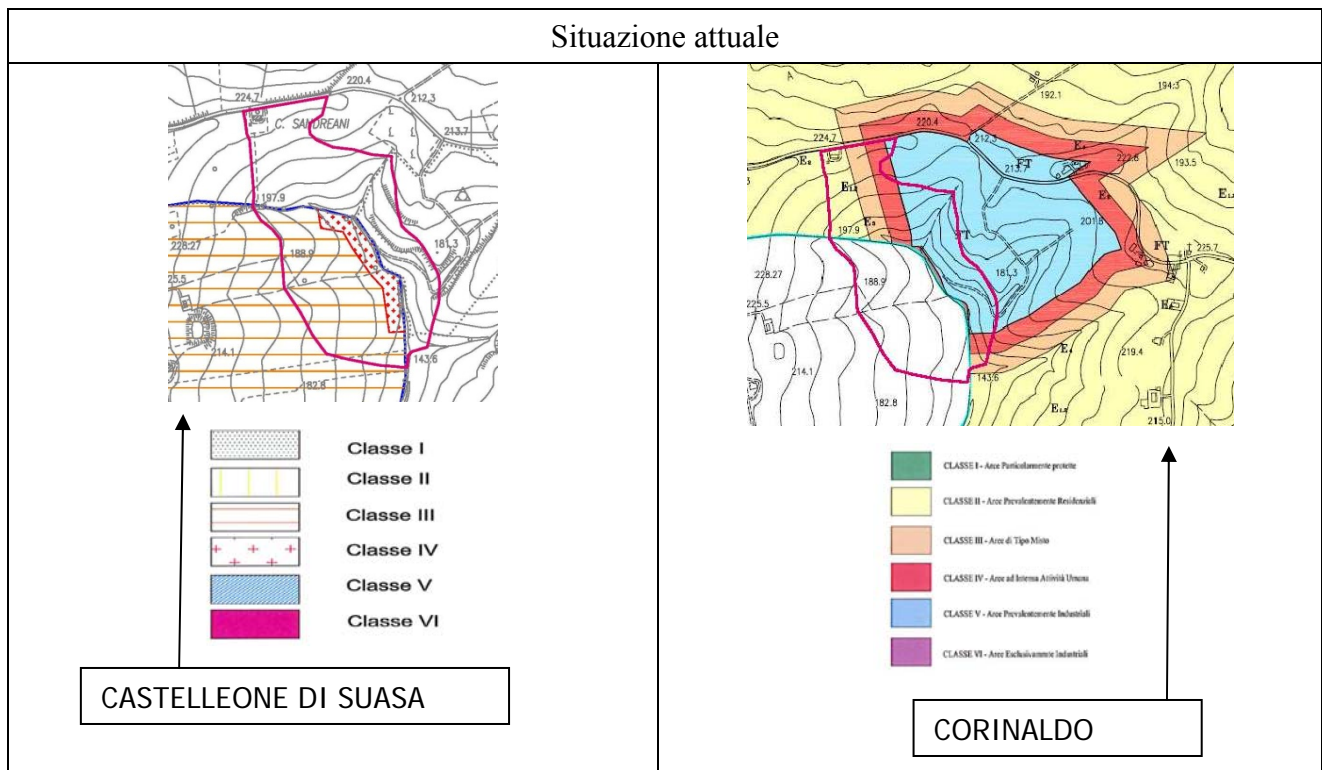 Situazione attuale
220.4
224.7
212.3
C. SANDREANI
213.7
197.9
228.27
188.9
181.3
225.5
214.1
143.6
182.8
Classe I
Classe II
Classe III
Classe IV
Classe V
Classe VI
CASTELLEONE DI SUASA
194.3
192.1
220.4
224.7
212.3
FT
222.8
193.5
213.7
197.9
201.8
FT
225.7
188.9
181.3
228.27
225.5
219.4
214.1
143.6
182.8
215.0
CLASSE I - Aree Particolarmente protette
CLASSE II - Aree Prevalentemente Residenziali
CLASSE III - Aree di Tipo Misto
CLASSE IV - Aree ad Intensa Attività Umana
CLASSE V - Aree Prevalentemente Industriali
CLASSE VI - Aree Esclusivamente Industriali
CORINALDO